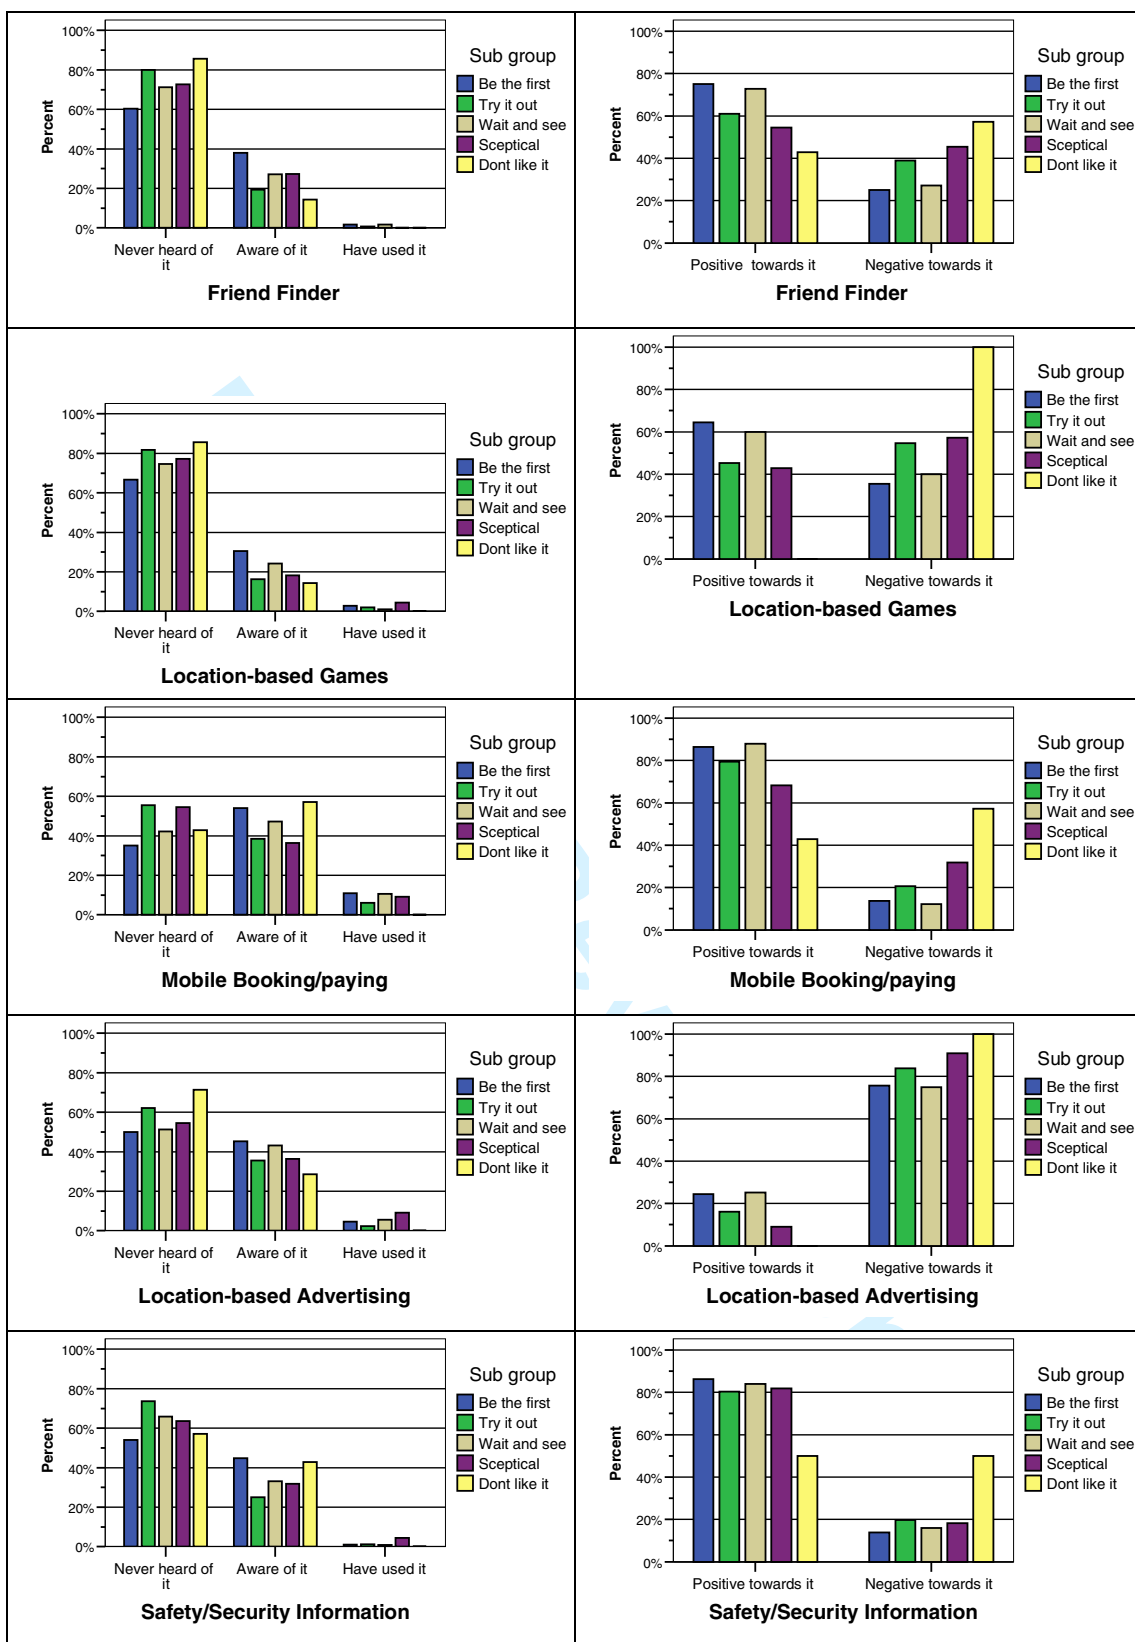 100%
80%
60%
40%
20%
0%
Percent
Never heard of it
Aware of it
Have used it
Friend Finder
Sub group
Be the first
Try it out
Wait and see
Sceptical
Dont like it
100%
80%
60%
40%
20%
0%
Percent
Positive towards it
Negative towards it
Friend Finder
Sub group
Be the first
Try it out
Wait and see
Sceptical
Dont like it
100%
80%
60%
40%
20%
0%
Percent
Never heard of it
Aware of it
Have used it
Location-based Games
Sub group
Be the first
Try it out
Wait and see
Sceptical
Dont like it
100%
80%
60%
40%
20%
0%
Percent
Positive towards it
Negative towards it
Location-based Games
Sub group
Be the first
Try it out
Wait and see
Sceptical
Dont like it
100%
80%
60%
40%
20%
0%
Percent
Never heard of it
Aware of it
Have used it
Mobile Booking/paying
Sub group
Be the first
Try it out
Wait and see
Sceptical
Dont like it
100%
80%
60%
40%
20%
0%
Percent
Positive towards it
Negative towards it
Mobile Booking/paying
Sub group
Be the first
Try it out
Wait and see
Sceptical
Dont like it
100%
80%
60%
40%
20%
0%
Percent
Never heard of it
Aware of it
Have used it
Location-based Advertising
Sub group
Be the first
Try it out
Wait and see
Sceptical
Dont like it
100%
80%
60%
40%
20%
0%
Percent
Positive towards it
Negative towards it
Location-based Advertising
Sub group
Be the first
Try it out
Wait and see
Sceptical
Dont like it
100%
80%
60%
40%
20%
0%
Percent
Never heard of it
Aware of it
Have used it
Safety/Security Information
Sub group
Be the first
Try it out
Wait and see
Sceptical
Dont like it
100%
80%
60%
40%
20%
0%
Percent
Positive towards it
Negative towards it
Safety/Security Information
Sub group
Be the first
Try it out
Wait and see
Sceptical
Dont like it